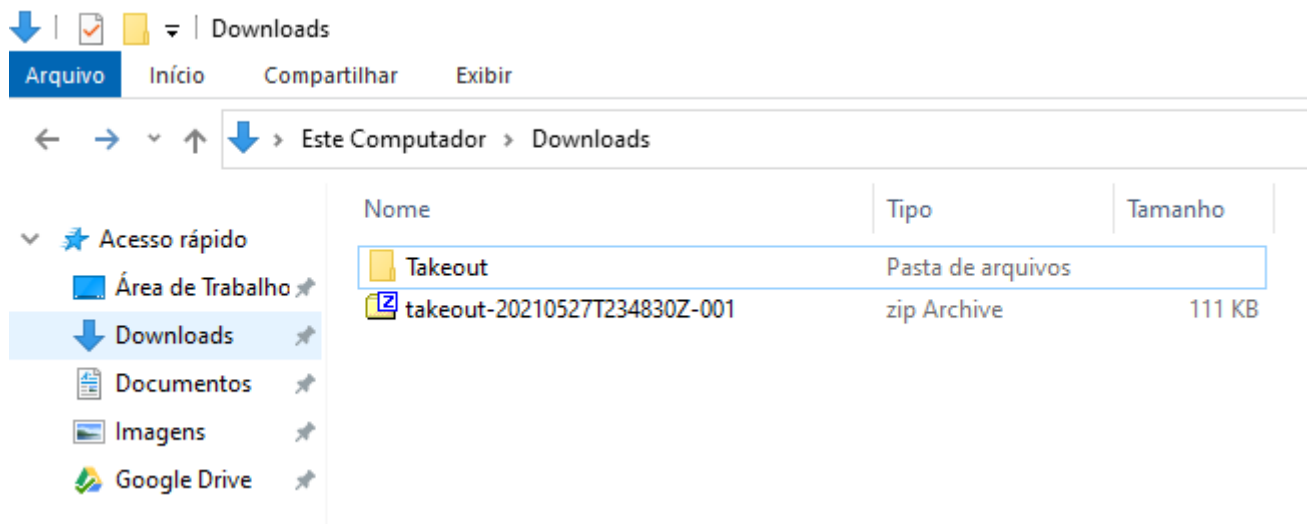 Downloads
Arquivo Início Compartilhar Exibir
Este Computador > Downloads
Nome Tipo Tamanho
Acesso rápido
Área de Trabalho
Downloads
Documentos
Imagens
Google Drive
Takeout Pasta de arquivos
takeout-20210527T234830Z-001 zip Archive 111 KB